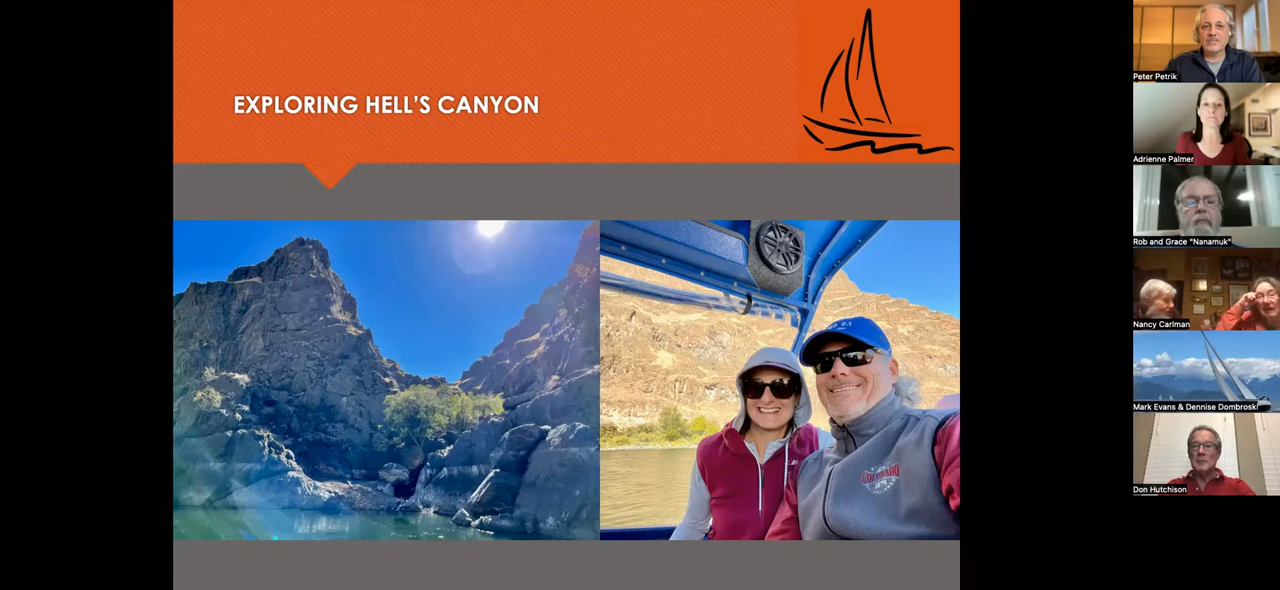 EXPLORING HELL'S CANYON
COLORADO
Peter Petrik
Adrienne Palmer
Rob and Grace "Nanamuk"
Nancy Carlman
Mark Evans & Dennise Dombroski
Don Hutchison